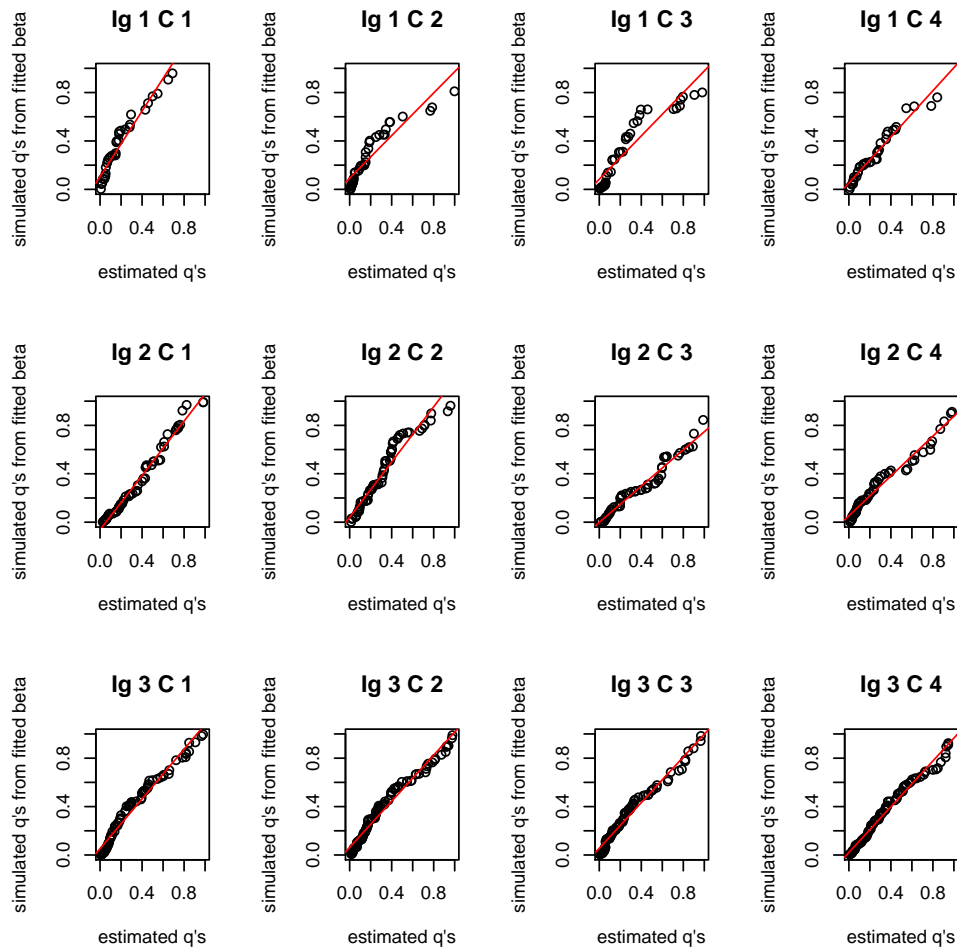 lg 1 C 1
simulated q's from fitted beta
0.0 0.4 0.8
0.0 0.4 0.8
estimated q's
lg 1 C 2
simulated q's from fitted beta
0.0 0.4 0.8
0.0 0.4 0.8
estimated q's
lg 1 C 3
simulated q's from fitted beta
0.0 0.4 0.8
0.0 0.4 0.8
estimated q's
lg 1 C 4
simulated q's from fitted beta
0.0 0.4 0.8
0.0 0.4 0.8
estimated q's
lg 2 C 1
simulated q's from fitted beta
0.0 0.4 0.8
0.0 0.4 0.8
estimated q's
lg 2 C 2
simulated q's from fitted beta
0.0 0.4 0.8
0.0 0.4 0.8
estimated q's
lg 2 C 3
simulated q's from fitted beta
0.0 0.4 0.8
0.0 0.4 0.8
estimated q's
lg 2 C 4
simulated q's from fitted beta
0.0 0.4 0.8
0.0 0.4 0.8
estimated q's
lg 3 C 1
simulated q's from fitted beta
0.0 0.4 0.8
0.0 0.4 0.8
estimated q's
lg 3 C 2
simulated q's from fitted beta
0.0 0.4 0.8
0.0 0.4 0.8
estimated q's
lg 3 C 3
simulated q's from fitted beta
0.0 0.4 0.8
0.0 0.4 0.8
estimated q's
lg 3 C 4
simulated q's from fitted beta
0.0 0.4 0.8
0.0 0.4 0.8
estimated q's